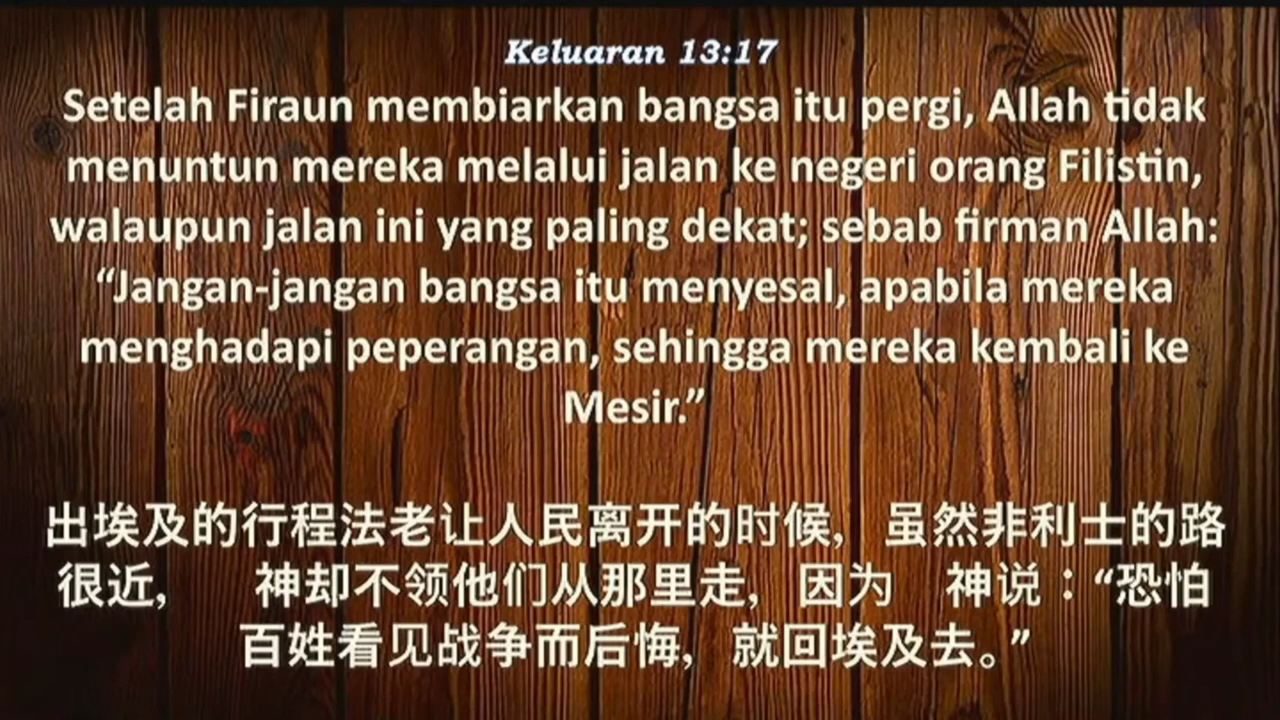 Keluaran 13:17
Setelah Firaun membiarkan bangsa itu pergi, Allah tidak
menuntun mereka melalui jalan ke negeri orang Filistin,
walaupun jalan ini yang paling dekat; sebab firman Allah:
“Jangan-jangan bangsa itu menyesal, apabila mereka
menghadapi peperangan, sehingga mereka kembali ke
Mesir.”
出埃及的行程法老让人民离开的时候，虽然非利士的路
很近，　神却不领他们从那里走，因为　神说：“恐怕
百姓看见战争而后悔，就回埃及去。”